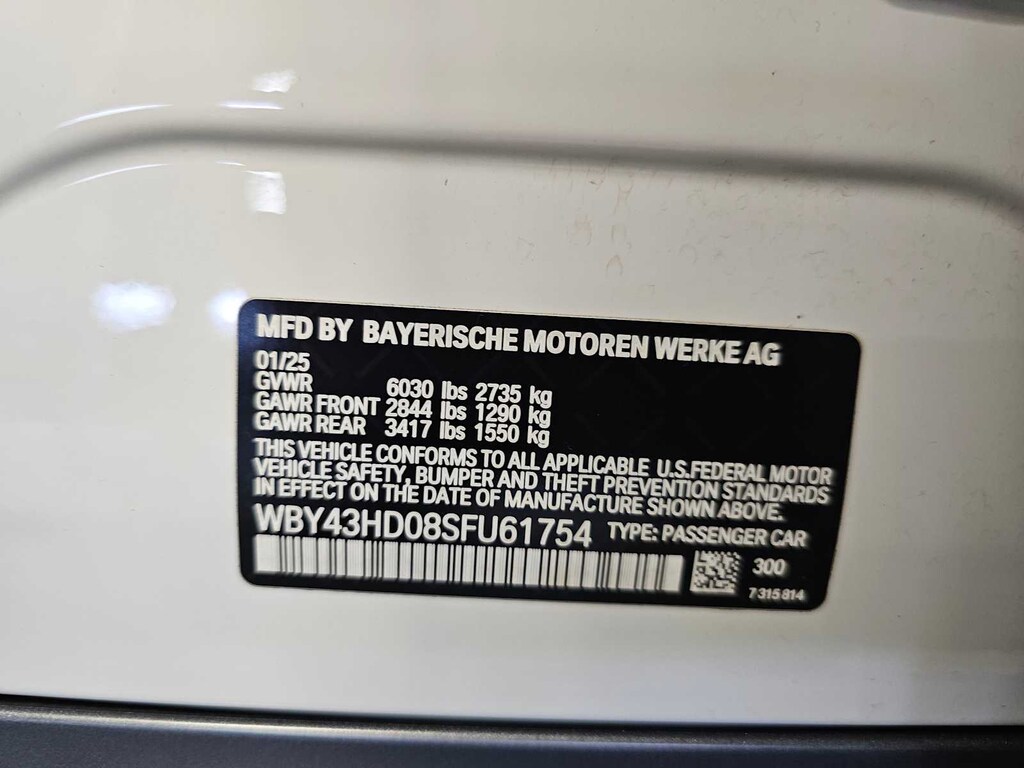 MFD BY BAYERISCHE MOTOREN WERKE AG
01/25
GVWR 6030 lbs 2735 kg
GAWR FRONT 2844 lbs 1290 kg
GAWR REAR 3417 lbs 1550 kg
THIS VEHICLE CONFORMS TO ALL APPLICABLE U.S.FEDERAL MOTOR
VEHICLE SAFETY, BUMPER AND THEFT PREVENTION STANDARDS
IN EFFECT ON THE DATE OF MANUFACTURE SHOWN ABOVE.
WBY43HD08SFU61754 TYPE: PASSENGER CAR
300
7 315 814